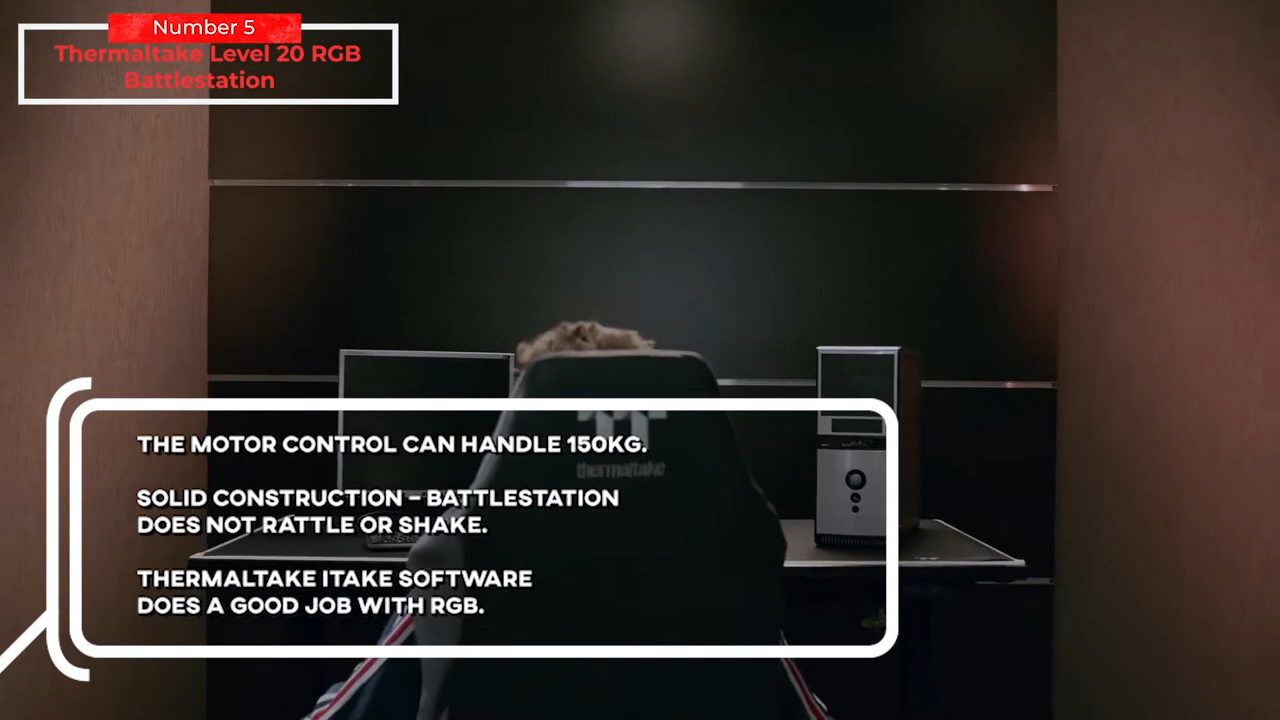 Number 5
Thermaltake Level 20 RGB
Battlestation
THE MOTOR CONTROL CAN HANDLE 150KG.
SOLID CONSTRUCTION – BATTLESTATION
DOES NOT RATTLE OR SHAKE.
THERMALTAKE ITAKE SOFTWARE
DOES A GOOD JOB WITH RGB.
thermaltake